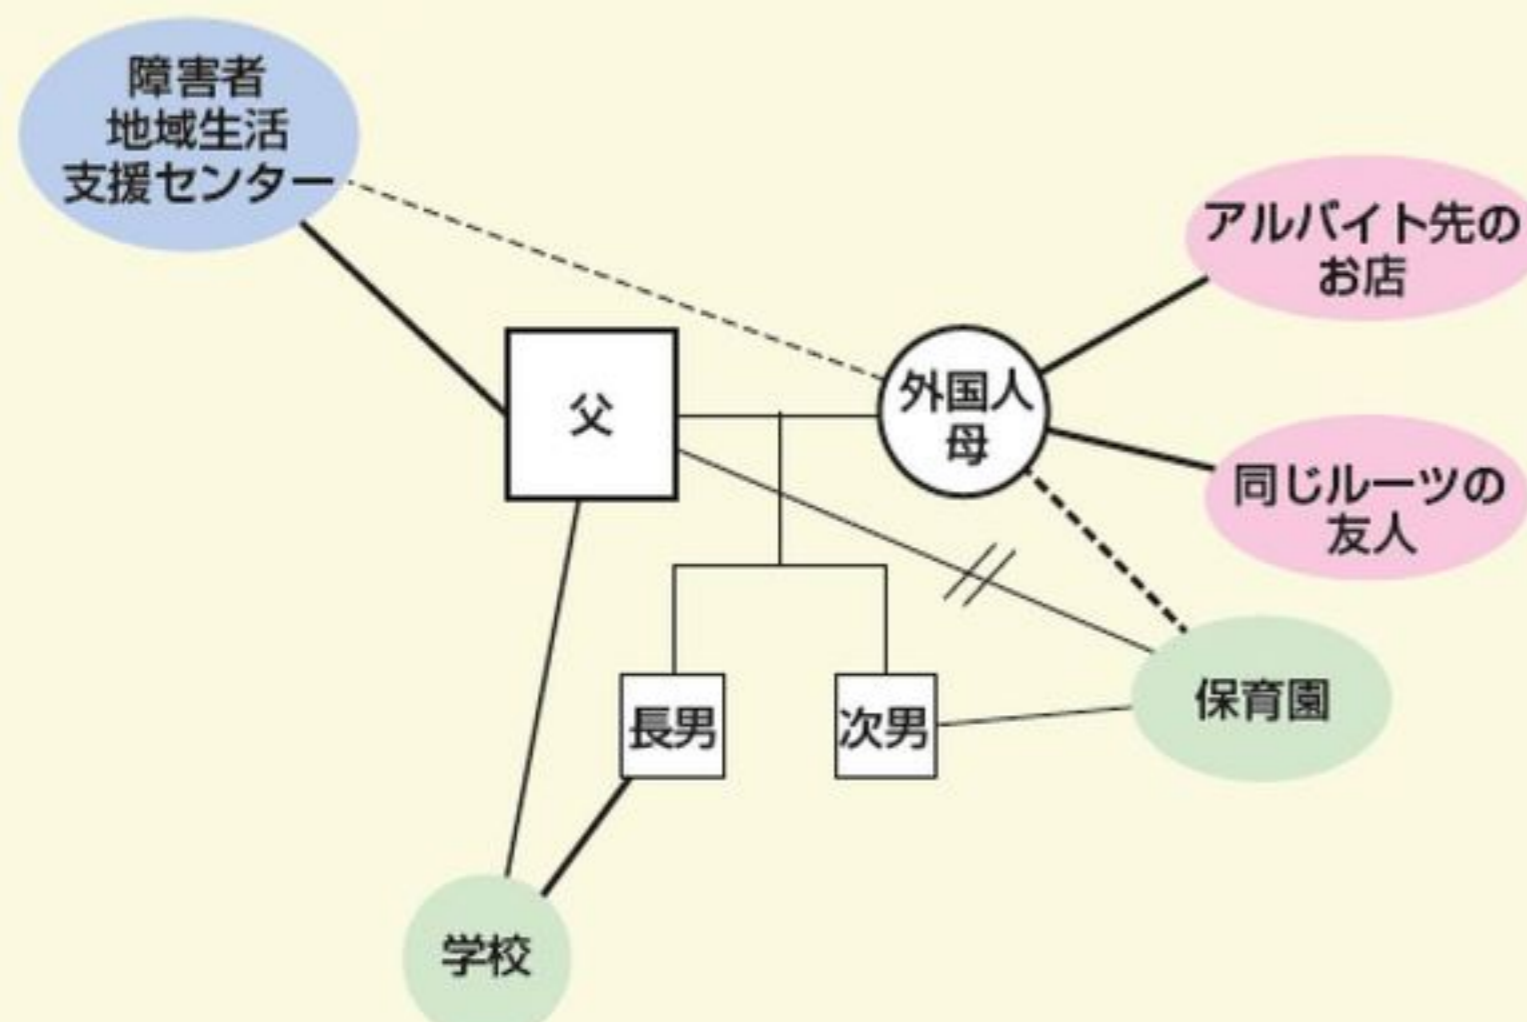 障害者
地域生活
支援センター
アルバイト先の
お店
父
外国人
母
同じルーツの
友人
長男
次男
保育園
学校